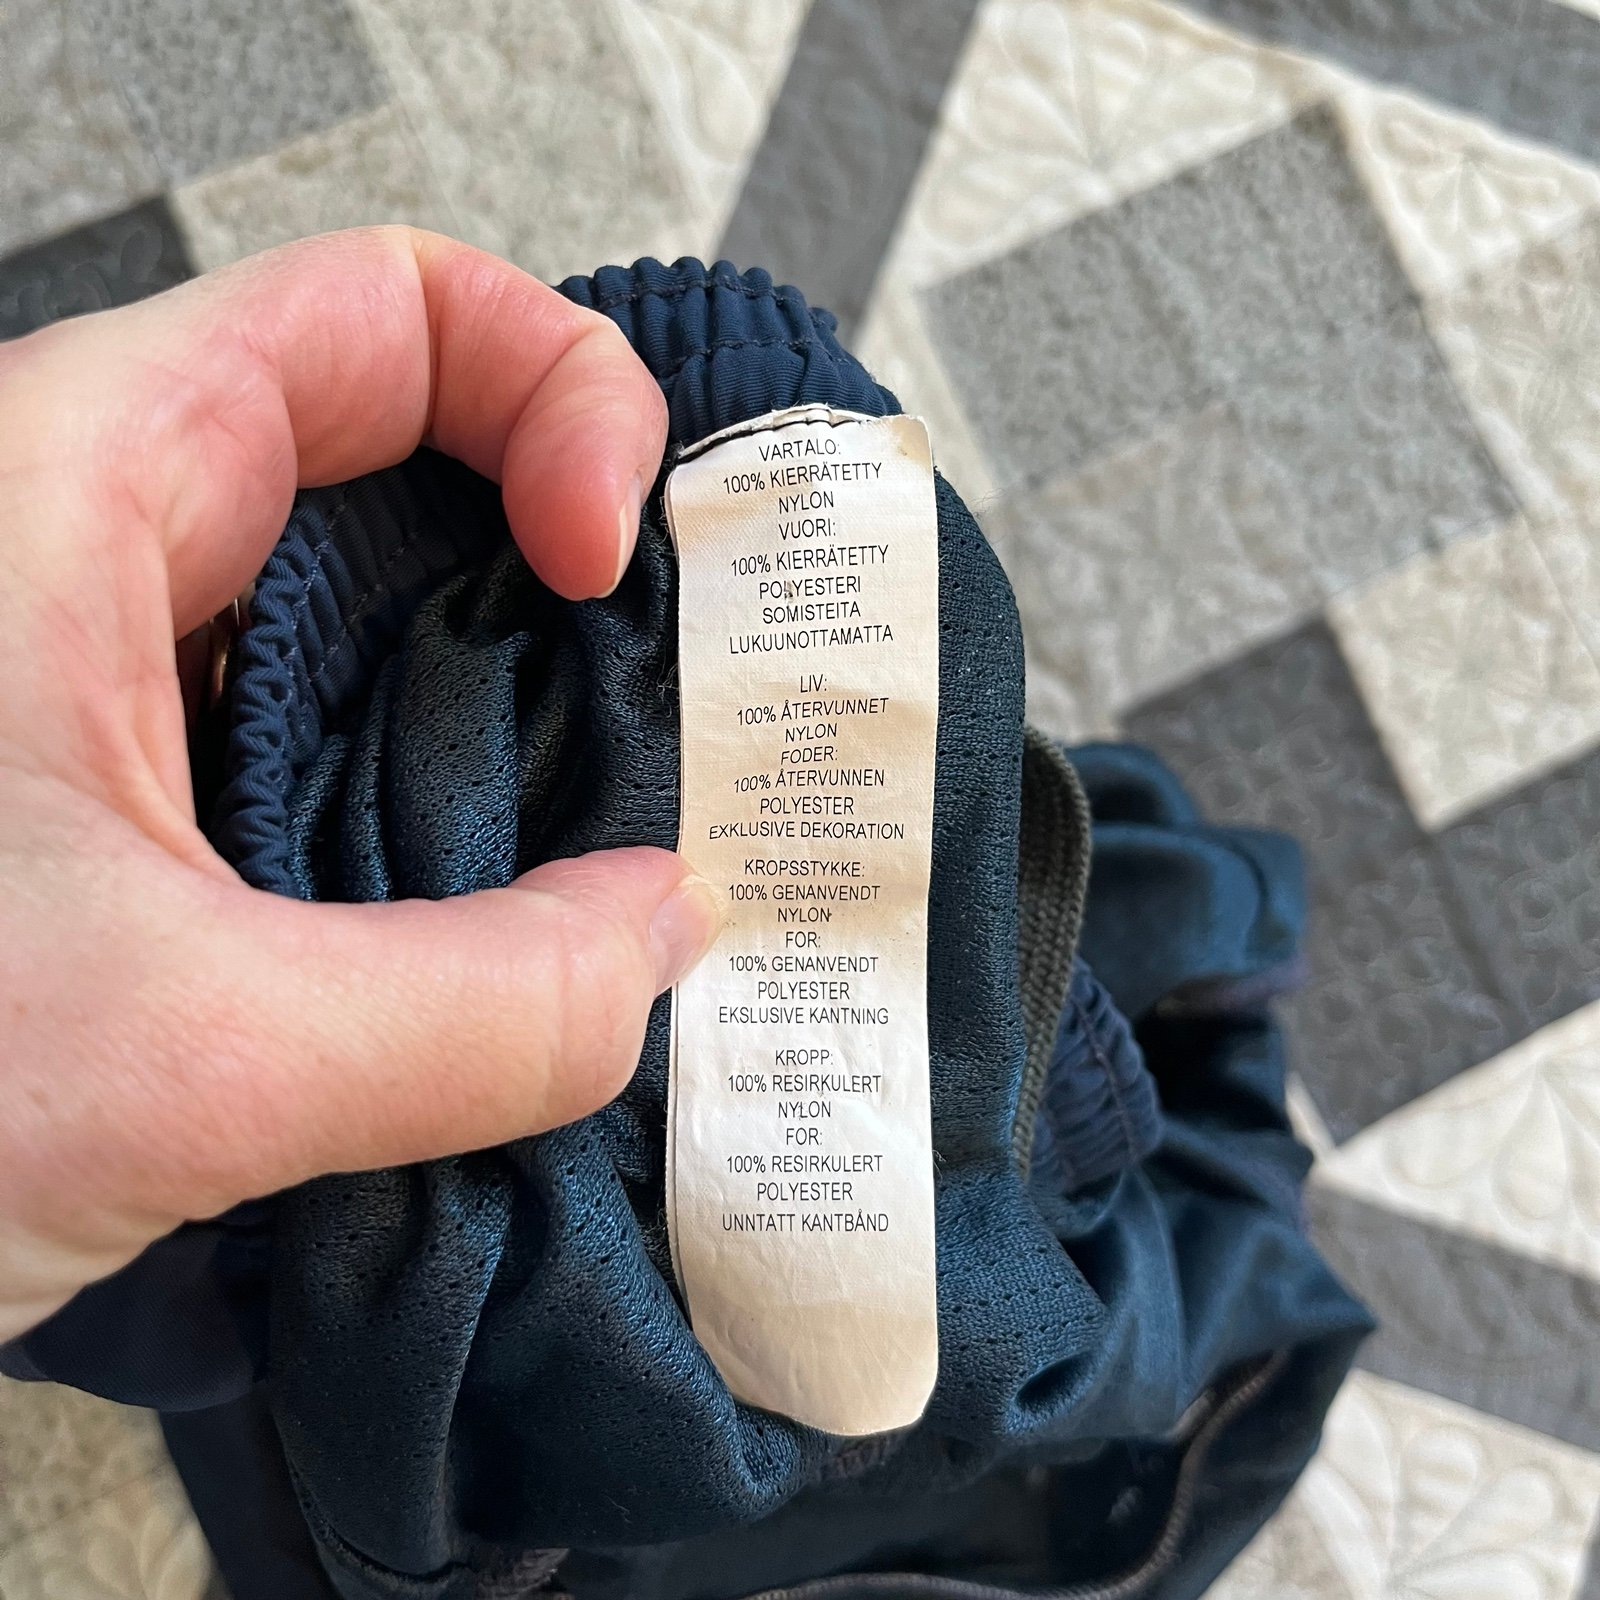 VARTALO:
100% KIERRÄTETTY
NYLON
VUORI:
100% KIERRÄTETTY
POLYESTERI
SOMISTEITA
LUKUUNOTTAMATTA
LIV:
100% ÅTERVUNNET
NYLON
FODER:
100% ÅTERVUNNEN
POLYESTER
EXKLUSIVE DEKORATION
KROPSSTYKKE:
100% GENANVENDT
NYLON
FOR:
100% GENANVENDT
POLYESTER
EKSLUSIVE KANTNING
KROPP:
100% RESIRKULERT
NYLON
FOR:
100% RESIRKULERT
POLYESTER
UNNTATT KANTBÅND